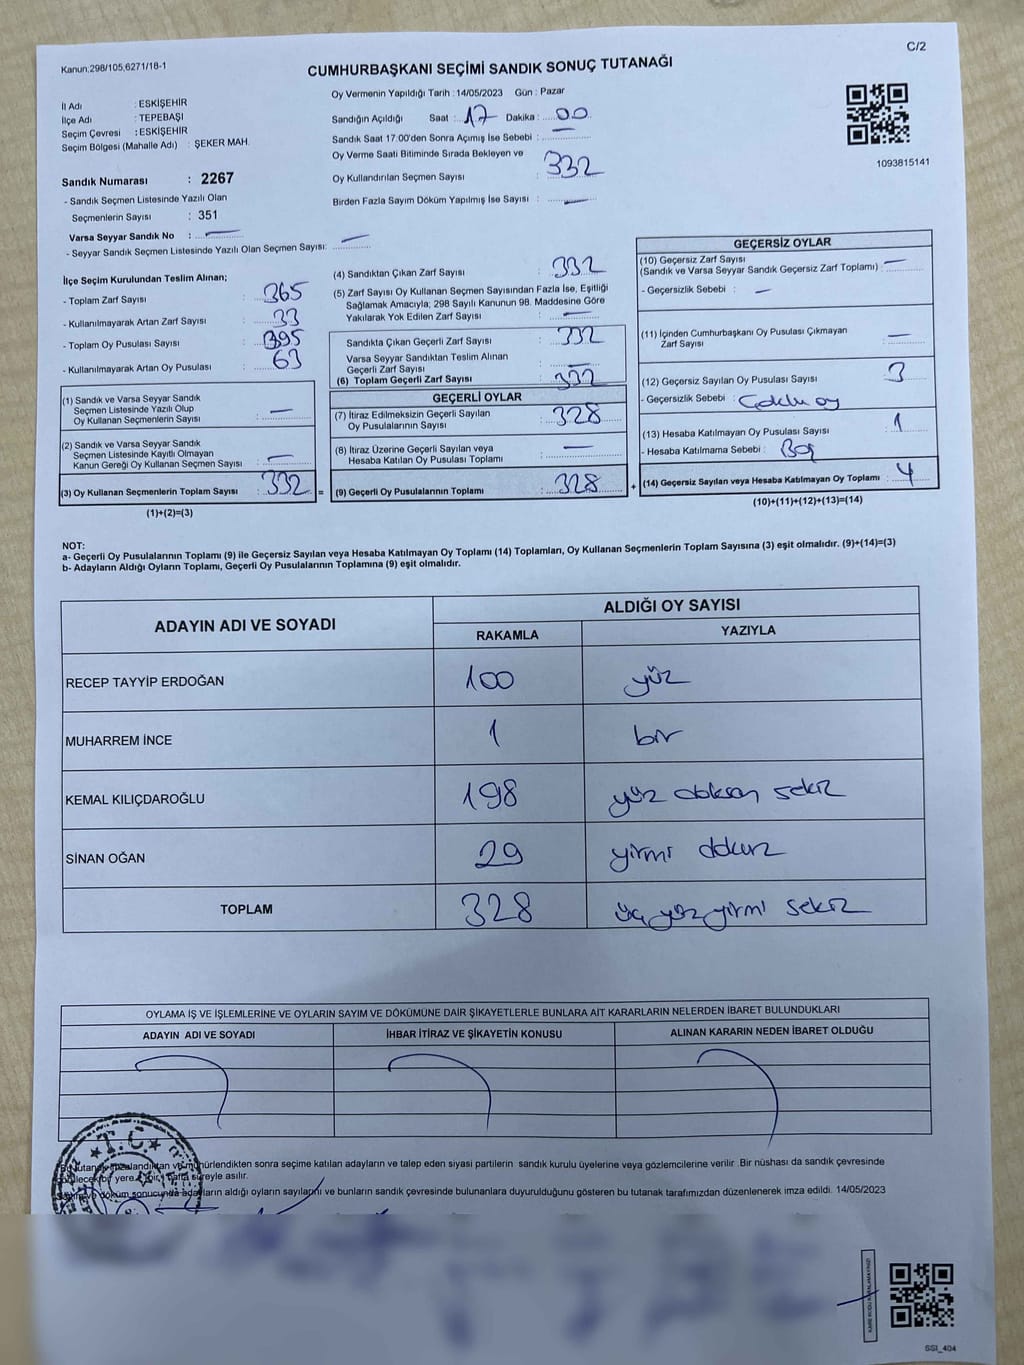 C/2
Kanun:298/105,6271/18-1
CUMHURBAŞKANI SEÇİMİ SANDIK SONUÇ TUTANAĞI
İl Adı : ESKİŞEHİR
İlçe Adı : TEPEBAŞI
Seçim Çevresi : ESKİŞEHİR
Seçim Bölgesi (Mahalle Adı) : ŞEKER MAH.
Sandık Numarası : 2267
- Sandık Seçmen Listesinde Yazılı Olan
Seçmenlerin Sayısı : 351
Varsa Seyyar Sandık No :
- Seyyar Sandık Seçmen Listesinde Yazılı Olan Seçmen Sayısı:
Oy Vermenin Yapıldığı Tarih :14/05/2023 Gün : Pazar
Sandığın Açıldığı Saat : 17 Dakika : 00
Sandık Saat 17:00'den Sonra Açımış İse Sebebi :
Oy Verme Saati Bitiminde Sırada Bekleyen ve
Oy Kullandırılan Seçmen Sayısı : 332
Birden Fazla Sayım Döküm Yapılmış İse Sayısı :
1093815141
İlçe Seçim Kurulundan Teslim Alınan;
- Toplam Zarf Sayısı : 365
- Kullanılmayarak Artan Zarf Sayısı : 33
- Toplam Oy Pusulası Sayısı : 395
- Kullanılmayarak Artan Oy Pusulası : 63
(1) Sandık ve Varsa Seyyar Sandık
Seçmen Listesinde Yazılı Olup
Oy Kullanan Seçmenlerin Sayısı :
(2) Sandık ve Varsa Seyyar Sandık
Seçmen Listesinde Kayıtlı Olmayan
Kanun Gereği Oy Kullanan Seçmen Sayısı :
(3) Oy Kullanan Seçmenlerin Toplam Sayısı : 332 =
(1)+(2)=(3)
(4) Sandıktan Çıkan Zarf Sayısı : 332
(5) Zarf Sayısı Oy Kullanan Seçmen Sayısından Fazla İse, Eşitliği
Sağlamak Amacıyla; 298 Sayılı Kanunun 98. Maddesine Göre
Yakılarak Yok Edilen Zarf Sayısı :
Sandıkta Çıkan Geçerli Zarf Sayısı : 332
Varsa Seyyar Sandıktan Teslim Alınan
Geçerli Zarf Sayısı :
(6) Toplam Geçerli Zarf Sayısı : 332
GEÇERLİ OYLAR
(7) İtiraz Edilmeksizin Geçerli Sayılan
Oy Pusulalarının Sayısı : 328
(8) İtiraz Üzerine Geçerli Sayılan veya
Hesaba Katılan Oy Pusulası Toplamı :
(9) Geçerli Oy Pusulalarının Toplamı : 328 +
GEÇERSİZ OYLAR
(10) Geçersiz Zarf Sayısı
(Sandık ve Varsa Seyyar Sandık Geçersiz Zarf Toplamı) :
- Geçersizlik Sebebi :
(11) İçinden Cumhurbaşkanı Oy Pusulası Çıkmayan
Zarf Sayısı :
(12) Geçersiz Sayılan Oy Pusulası Sayısı : 3
- Geçersizlik Sebebi : Çoklu oy
(13) Hesaba Katılmayan Oy Pusulası Sayısı : 1
- Hesaba Katılmama Sebebi : Boş
(14) Geçersiz Sayılan veya Hesaba Katılmayan Oy Toplamı : 4
(10)+(11)+(12)+(13)=(14)
NOT:
a- Geçerli Oy Pusulalarının Toplamı (9) ile Geçersiz Sayılan veya Hesaba Katılmayan Oy Toplamı (14) Toplamları, Oy Kullanan Seçmenlerin Toplam Sayısına (3) eşit olmalıdır. (9)+(14)=(3)
b- Adayların Aldığı Oyların Toplamı, Geçerli Oy Pusulalarının Toplamına (9) eşit olmalıdır.
ADAYIN ADI VE SOYADI
ALDIĞI OY SAYISI
RAKAMLA YAZIYLA
RECEP TAYYİP ERDOĞAN 100 yüz
MUHARREM İNCE 1 bir
KEMAL KILIÇDAROĞLU 198 yüz doksan sekiz
SİNAN OĞAN 29 yirmi dokuz
TOPLAM 328 üç yüz yirmi sekiz
OYLAMA İŞ VE İŞLEMLERİNE VE OYLARIN SAYIM VE DÖKÜMÜNE DAİR ŞİKAYETLERLE BUNLARA AİT KARARLARIN NELERDEN İBARET BULUNDUKLARI
ADAYIN ADI VE SOYADI İHBAR İTİRAZ VE ŞİKAYETİN KONUSU ALINAN KARARIN NEDEN İBARET OLDUĞU
T.C.
Bu tutanak imzalandıktan ve mühürlendikten sonra seçime katılan adayların ve talep eden siyasi partilerin sandık kurulu üyelerine veya gözlemcilerine verilir .Bir nüshası da sandık çevresinde
yere bir hafta süreyle asılır.
döküm sonucunda adayların aldığı oyların sayılarını ve bunların sandık çevresinde bulunanlara duyurulduğunu gösteren bu tutanak tarafımızdan düzenlenerek imza edildi. 14/05/2023
SSI_404